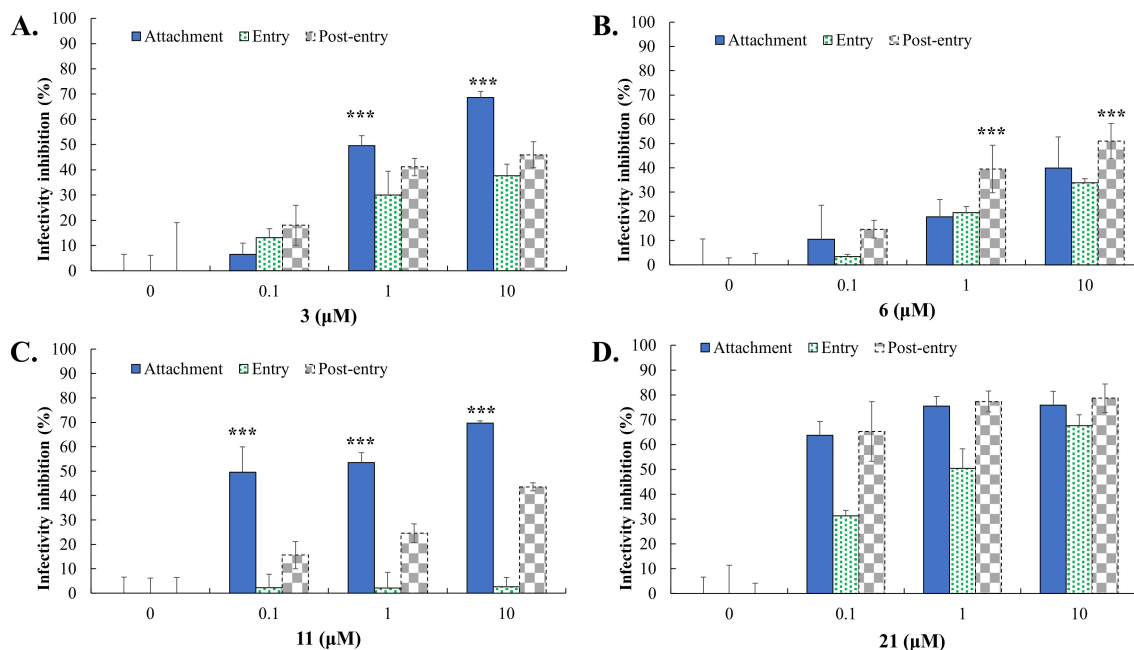 A.
Attachment Entry Post-entry
Infectivity inhibition (%)
100
90
80
70
60
50
40
30
20
10
0
*** ***
0 0.1 1 10
3 (μM)
B.
Attachment Entry Post-entry
Infectivity inhibition (%)
100
90
80
70
60
50
40
30
20
10
0
*** ***
0 0.1 1 10
6 (μM)
C.
Attachment Entry Post-entry
Infectivity inhibition (%)
100
90
80
70
60
50
40
30
20
10
0
*** *** ***
0 0.1 1 10
11 (μM)
D.
Attachment Entry Post-entry
Infectivity inhibition (%)
100
90
80
70
60
50
40
30
20
10
0
0 0.1 1 10
21 (μM)